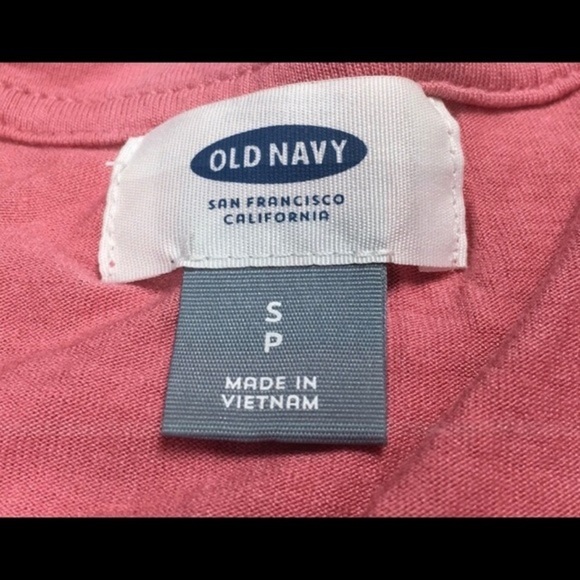 OLD NAVY
SAN FRANCISCO
CALIFORNIA
S
P
MADE IN
VIETNAM